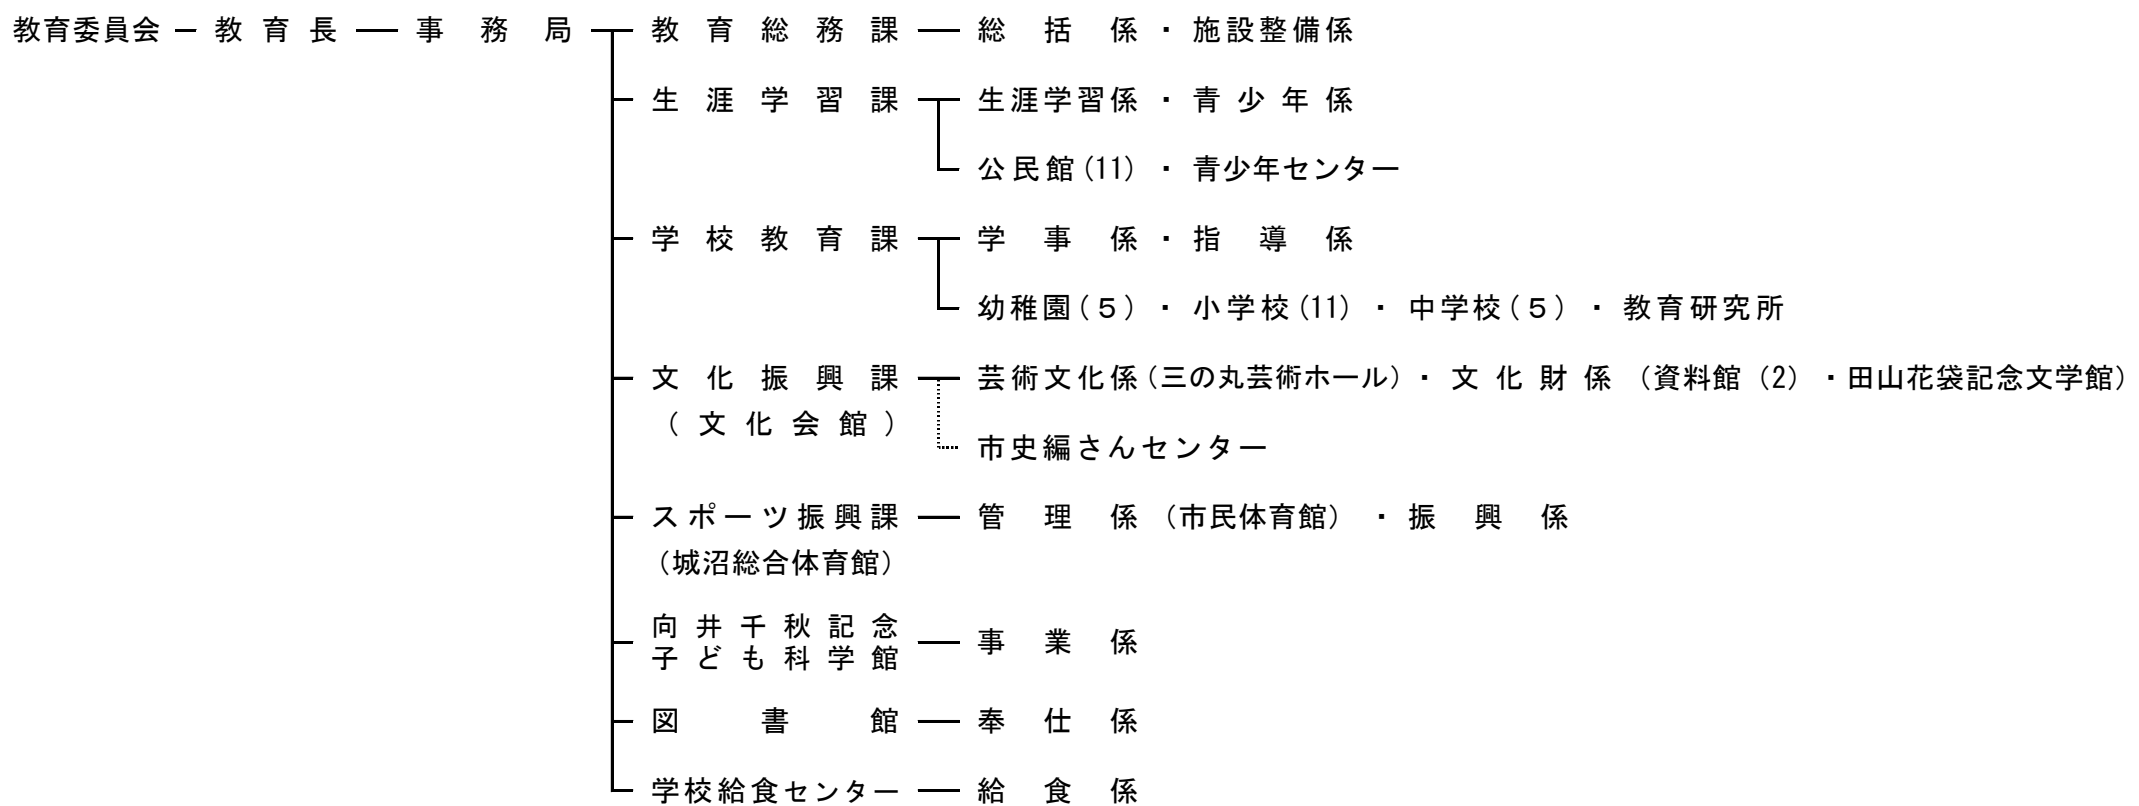 教育委員会 教育長 事務局 教育総務課 総括係・施設整備係
生涯学習課 生涯学習係・青少年係
公民館(11)・青少年センター
学校教育課 学事係・指導係
幼稚園(５)・小学校(11)・中学校(５)・教育研究所
文化振興課 芸術文化係(三の丸芸術ホール)・文化財係(資料館(2)・田山花袋記念文学館)
(文化会館)
市史編さんセンター
スポーツ振興課 管理係(市民体育館)・振興係
(城沼総合体育館)
向井千秋記念
子ども科学館 事業係
図書館 奉仕係
学校給食センター 給食係